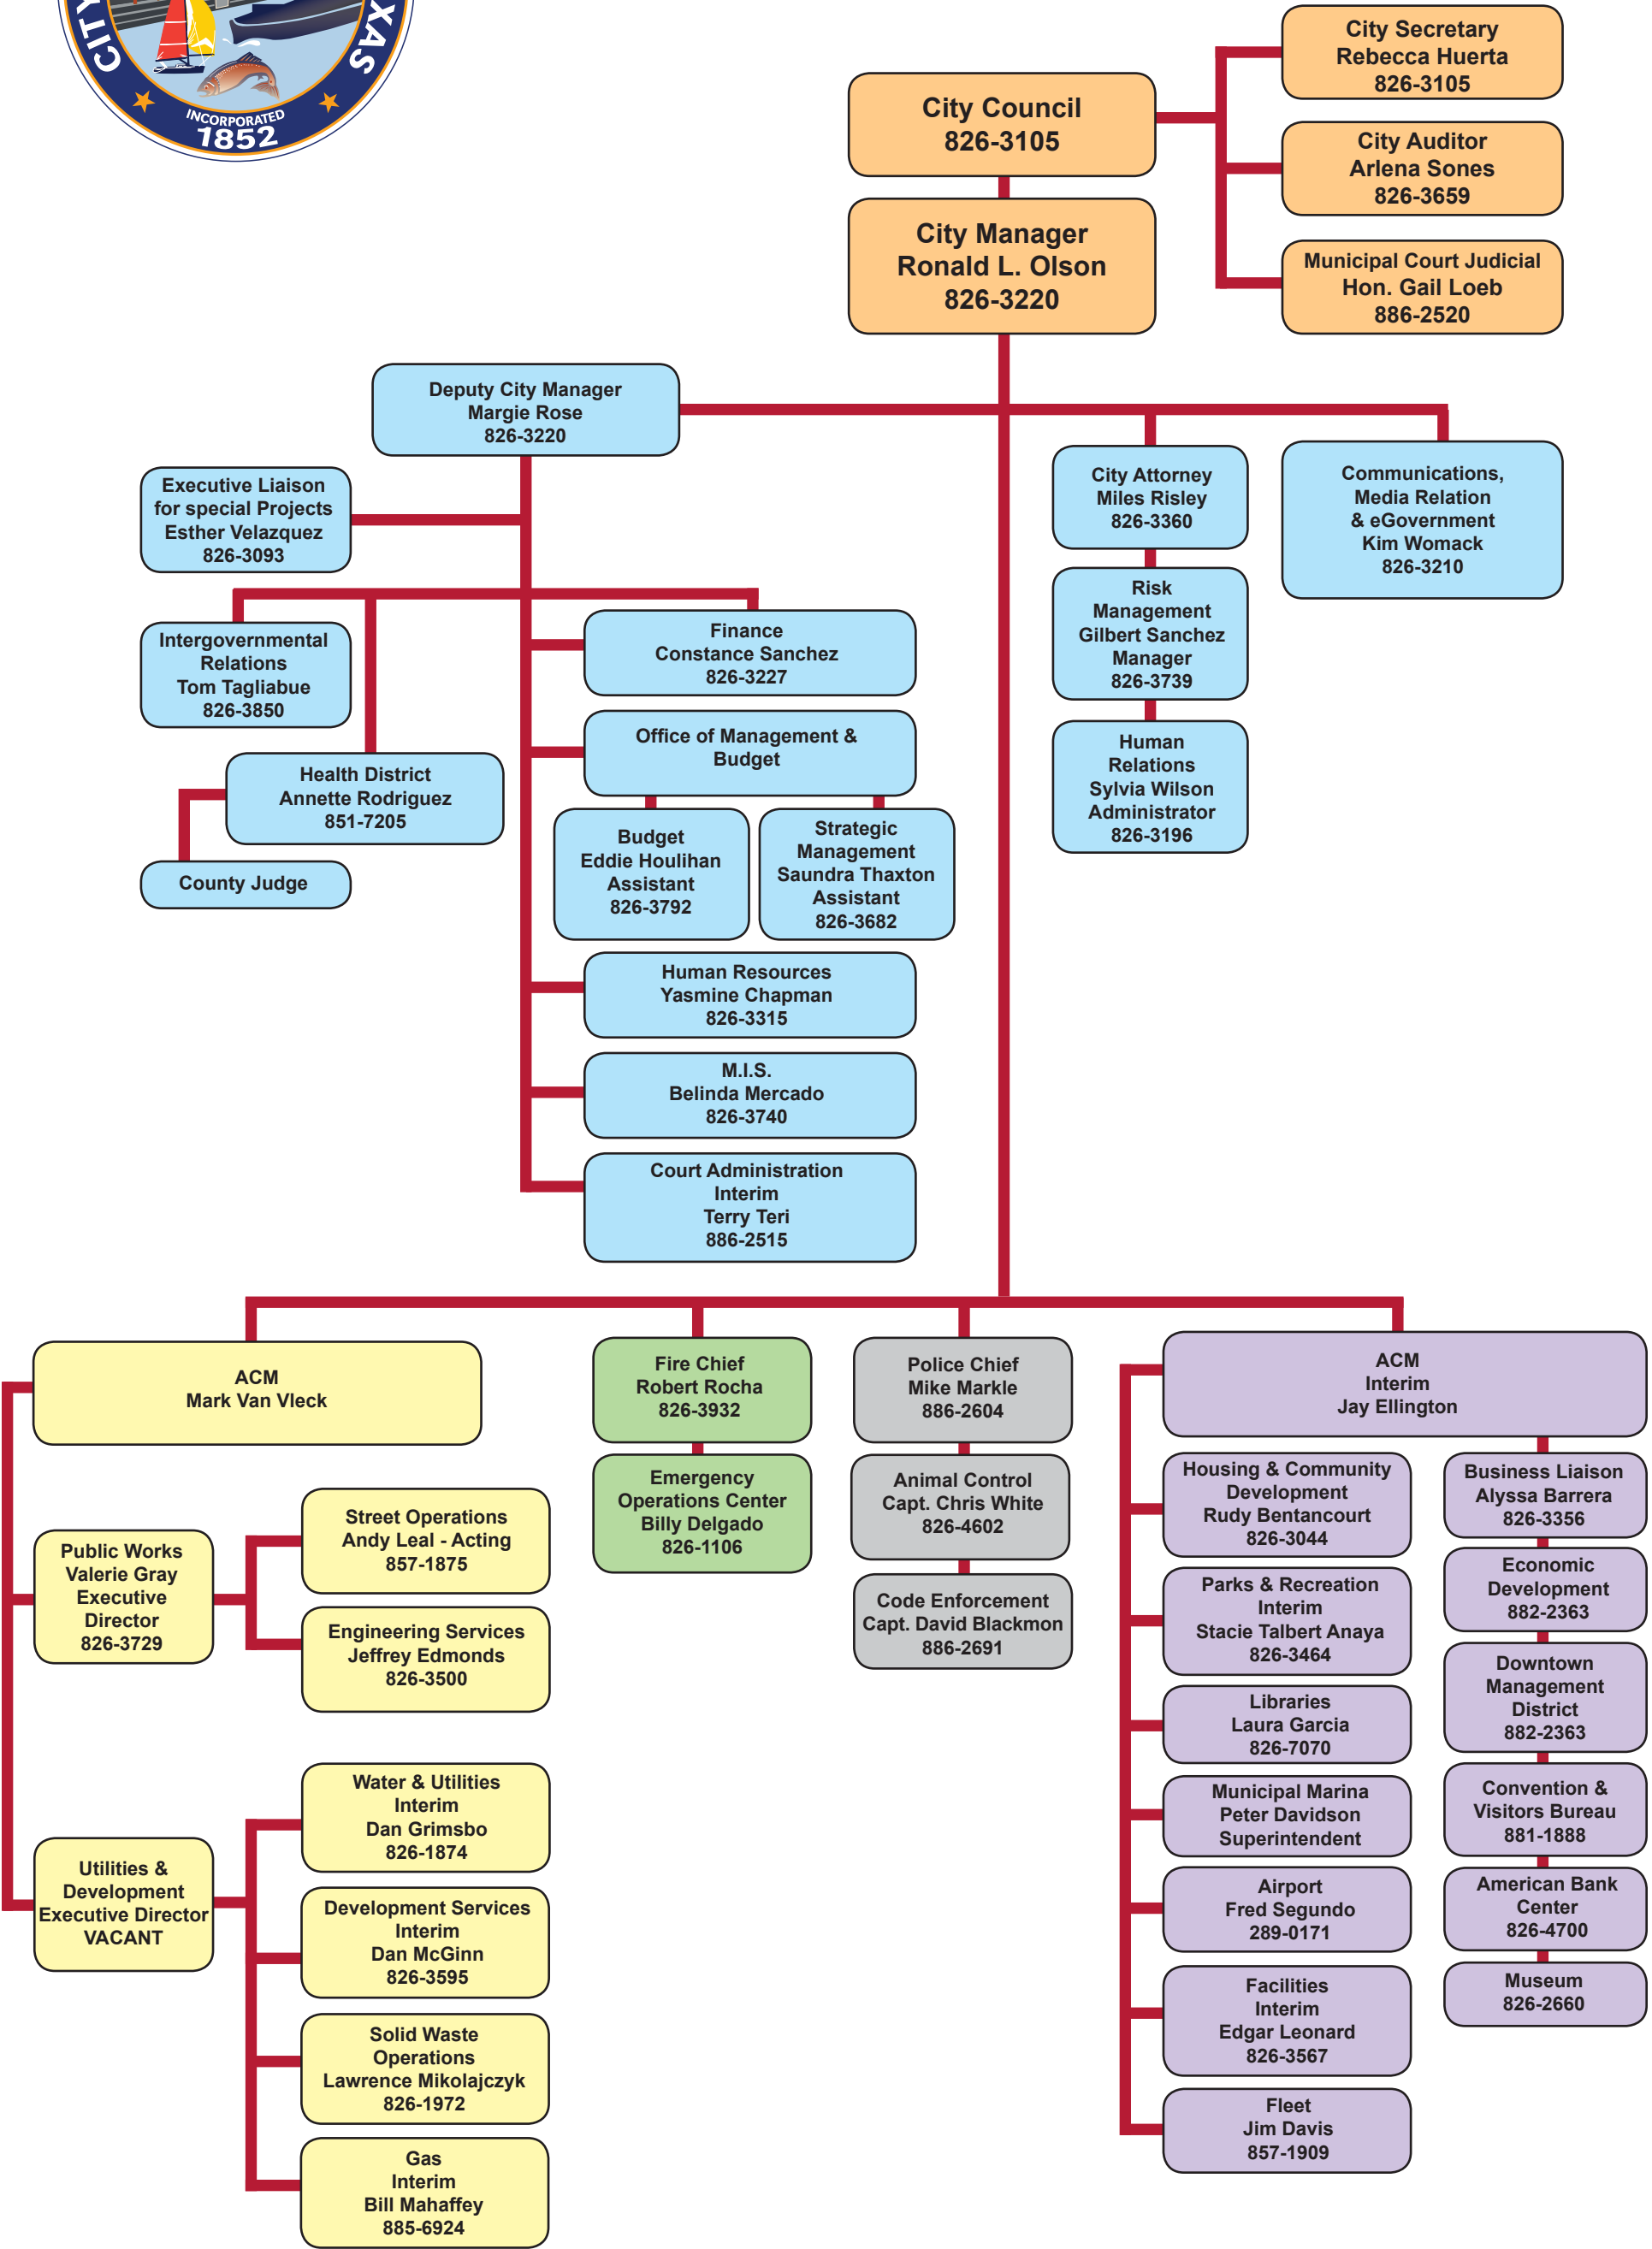 CITY
XAS
INCORPORATED
1852
City Council
826-3105
City Secretary
Rebecca Huerta
826-3105
City Auditor
Arlena Sones
826-3659
Municipal Court Judicial
Hon. Gail Loeb
886-2520
City Manager
Ronald L. Olson
826-3220
Deputy City Manager
Margie Rose
826-3220
Executive Liaison
for special Projects
Esther Velazquez
826-3093
Intergovernmental
Relations
Tom Tagliabue
826-3850
Health District
Annette Rodriguez
851-7205
County Judge
Finance
Constance Sanchez
826-3227
Office of Management &
Budget
Budget
Eddie Houlihan
Assistant
826-3792
Strategic
Management
Saundra Thaxton
Assistant
826-3682
Human Resources
Yasmine Chapman
826-3315
M.I.S.
Belinda Mercado
826-3740
Court Administration
Interim
Terry Teri
886-2515
City Attorney
Miles Risley
826-3360
Risk
Management
Gilbert Sanchez
Manager
826-3739
Human
Relations
Sylvia Wilson
Administrator
826-3196
Communications,
Media Relation
& eGovernment
Kim Womack
826-3210
ACM
Mark Van Vleck
Public Works
Valerie Gray
Executive
Director
826-3729
Street Operations
Andy Leal - Acting
857-1875
Engineering Services
Jeffrey Edmonds
826-3500
Utilities &
Development
Executive Director
VACANT
Water & Utilities
Interim
Dan Grimsbo
826-1874
Development Services
Interim
Dan McGinn
826-3595
Solid Waste
Operations
Lawrence Mikolajczyk
826-1972
Gas
Interim
Bill Mahaffey
885-6924
Fire Chief
Robert Rocha
826-3932
Emergency
Operations Center
Billy Delgado
826-1106
Police Chief
Mike Markle
886-2604
Animal Control
Capt. Chris White
826-4602
Code Enforcement
Capt. David Blackmon
886-2691
ACM
Interim
Jay Ellington
Housing & Community
Development
Rudy Bentancourt
826-3044
Parks & Recreation
Interim
Stacie Talbert Anaya
826-3464
Libraries
Laura Garcia
826-7070
Municipal Marina
Peter Davidson
Superintendent
Airport
Fred Segundo
289-0171
Facilities
Interim
Edgar Leonard
826-3567
Fleet
Jim Davis
857-1909
Business Liaison
Alyssa Barrera
826-3356
Economic
Development
882-2363
Downtown
Management
District
882-2363
Convention &
Visitors Bureau
881-1888
American Bank
Center
826-4700
Museum
826-2660